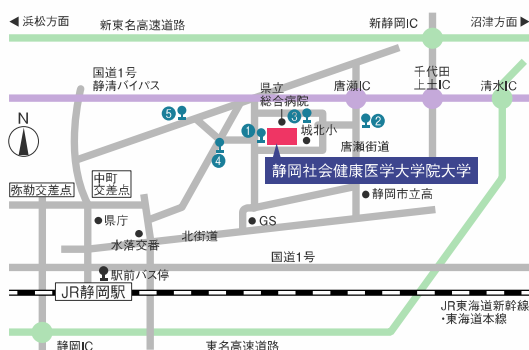 ◀浜松方面
新東名高速道路
新静岡IC
沼津方面▶
国道1号
静清バイパス
県立
総合病院
唐瀬IC
千代田
上土IC
清水IC
N
⑤
①
③
②
④
城北小
唐瀬街道
静岡社会健康医学大学院大学
弥勒交差点
中町
交差点
静岡市立高
県庁
水落交番
北街道
GS
国道1号
駅前バス停
JR静岡駅
JR東海道新幹線
・東海道本線
静岡IC
東名高速道路